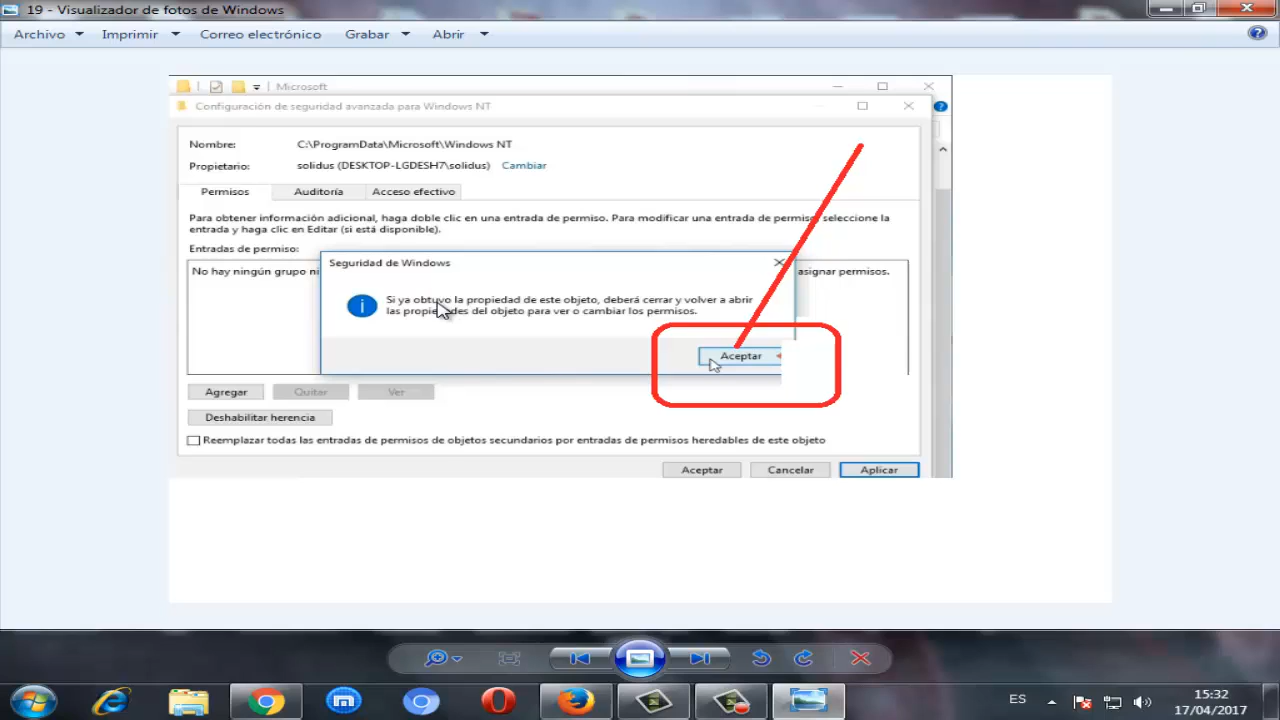 19 - Visualizador de fotos de Windows
Archivo Imprimir Correo electrónico Grabar Abrir
Microsoft
Configuración de seguridad avanzada para Windows NT
Nombre: C:\ProgramData\Microsoft\Windows NT
Propietario: solidus (DESKTOP-LGDESH7\solidus) Cambiar
Permisos Auditoría Acceso efectivo
Para obtener información adicional, haga doble clic en una entrada de permiso. Para modificar una entrada de permiso, seleccione la
entrada y haga clic en Editar (si está disponible).
Entradas de permiso:
No hay ningún grupo ni asignar permisos.
Seguridad de Windows
Si ya obtuvo la propiedad de este objeto, deberá cerrar y volver a abrir
las propiedades del objeto para ver o cambiar los permisos.
Aceptar
Agregar Quitar Ver
Deshabilitar herencia
Reemplazar todas las entradas de permisos de objetos secundarios por entradas de permisos heredables de este objeto
Aceptar Cancelar Aplicar
ES
15:32
17/04/2017